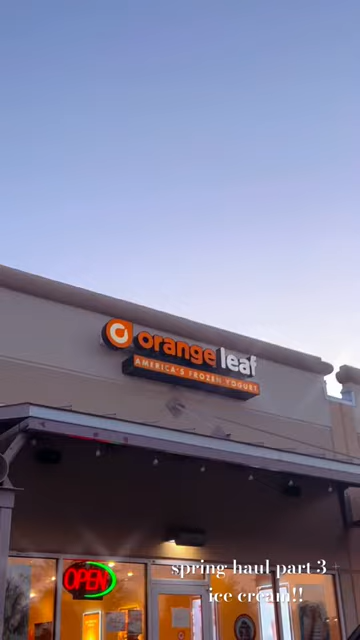 orange leaf
AMERICA'S FROZEN YOGURT
OPEN
spring haul part 3 +
ice cream!!